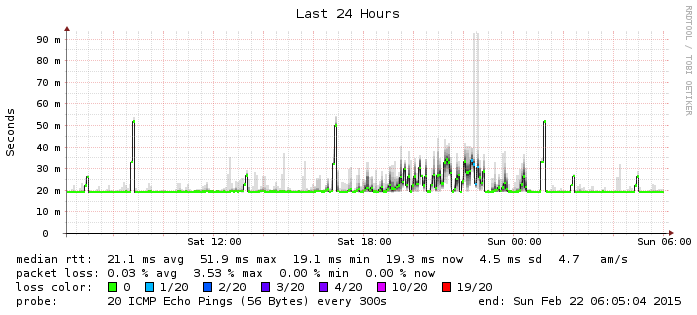 Last 24 Hours
RRDTOOL / TOBI OETIKER
Seconds
90 m
80 m
70 m
60 m
50 m
40 m
30 m
20 m
10 m
0
Sat 12:00 Sat 18:00 Sun 00:00 Sun 06:00
median rtt: 21.1 ms avg 51.9 ms max 19.1 ms min 19.3 ms now 4.5 ms sd 4.7 am/s
packet loss: 0.03 % avg 3.53 % max 0.00 % min 0.00 % now
loss color: 0 1/20 2/20 3/20 4/20 10/20 19/20
probe: 20 ICMP Echo Pings (56 Bytes) every 300s end: Sun Feb 22 06:05:04 2015